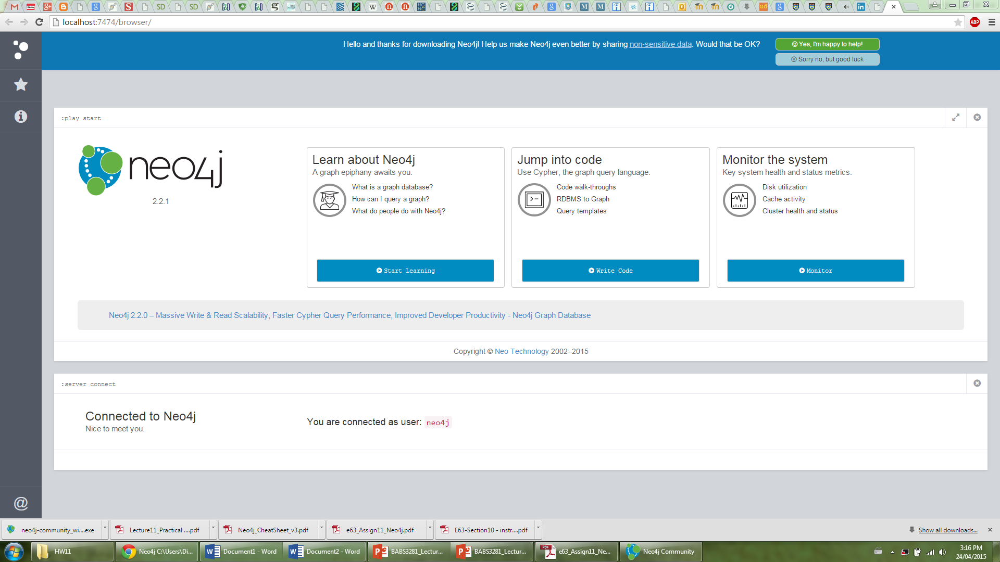 localhost:7474/browser/
ABP
Hello and thanks for downloading Neo4j! Help us make Neo4j even better by sharing non-sensitive data. Would that be OK?
Yes, I'm happy to help!
Sorry no, but good luck
:play start
neo4j
2.2.1
Learn about Neo4j
A graph epiphany awaits you.
What is a graph database?
How can I query a graph?
What do people do with Neo4j?
Start Learning
Jump into code
Use Cypher, the graph query language.
Code walk-throughs
RDBMS to Graph
Query templates
Write Code
Monitor the system
Key system health and status metrics.
Disk utilization
Cache activity
Cluster health and status
Monitor
Neo4j 2.2.0 – Massive Write & Read Scalability, Faster Cypher Query Performance, Improved Developer Productivity - Neo4j Graph Database
Copyright © Neo Technology 2002–2015
:server connect
Connected to Neo4j
Nice to meet you.
You are connected as user: neo4j
@
neo4j-community_wi....exe
Lecture11_Practical ....pdf
Neo4j_CheatSheet_v3.pdf
e63_Assign11_Neo4j.pdf
E63-Section10 - instr....pdf
Show all downloads...
HW11
Neo4j C:\Users\Di...
Document1 - Word
Document2 - Word
BABS3281_Lectur...
BABS3281_Lectur...
e63_Assign11_Ne...
Neo4j Community
3:16 PM
24/04/2015